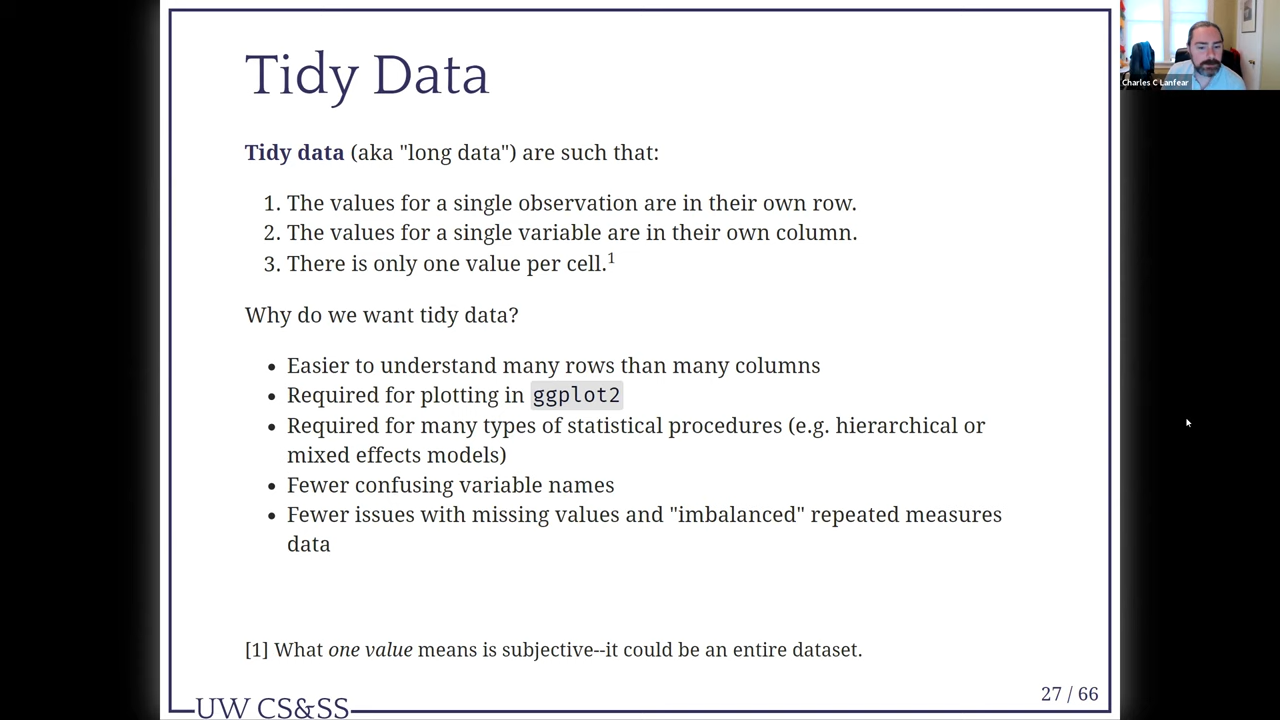 Tidy Data
Charles C Lanfear
Tidy data (aka "long data") are such that:
1. The values for a single observation are in their own row.
2. The values for a single variable are in their own column.
3. There is only one value per cell.1
Why do we want tidy data?
• Easier to understand many rows than many columns
• Required for plotting in ggplot2
• Required for many types of statistical procedures (e.g. hierarchical or
mixed effects models)
• Fewer confusing variable names
• Fewer issues with missing values and "imbalanced" repeated measures
data
[1] What one value means is subjective--it could be an entire dataset.
27 / 66
UW CS&SS